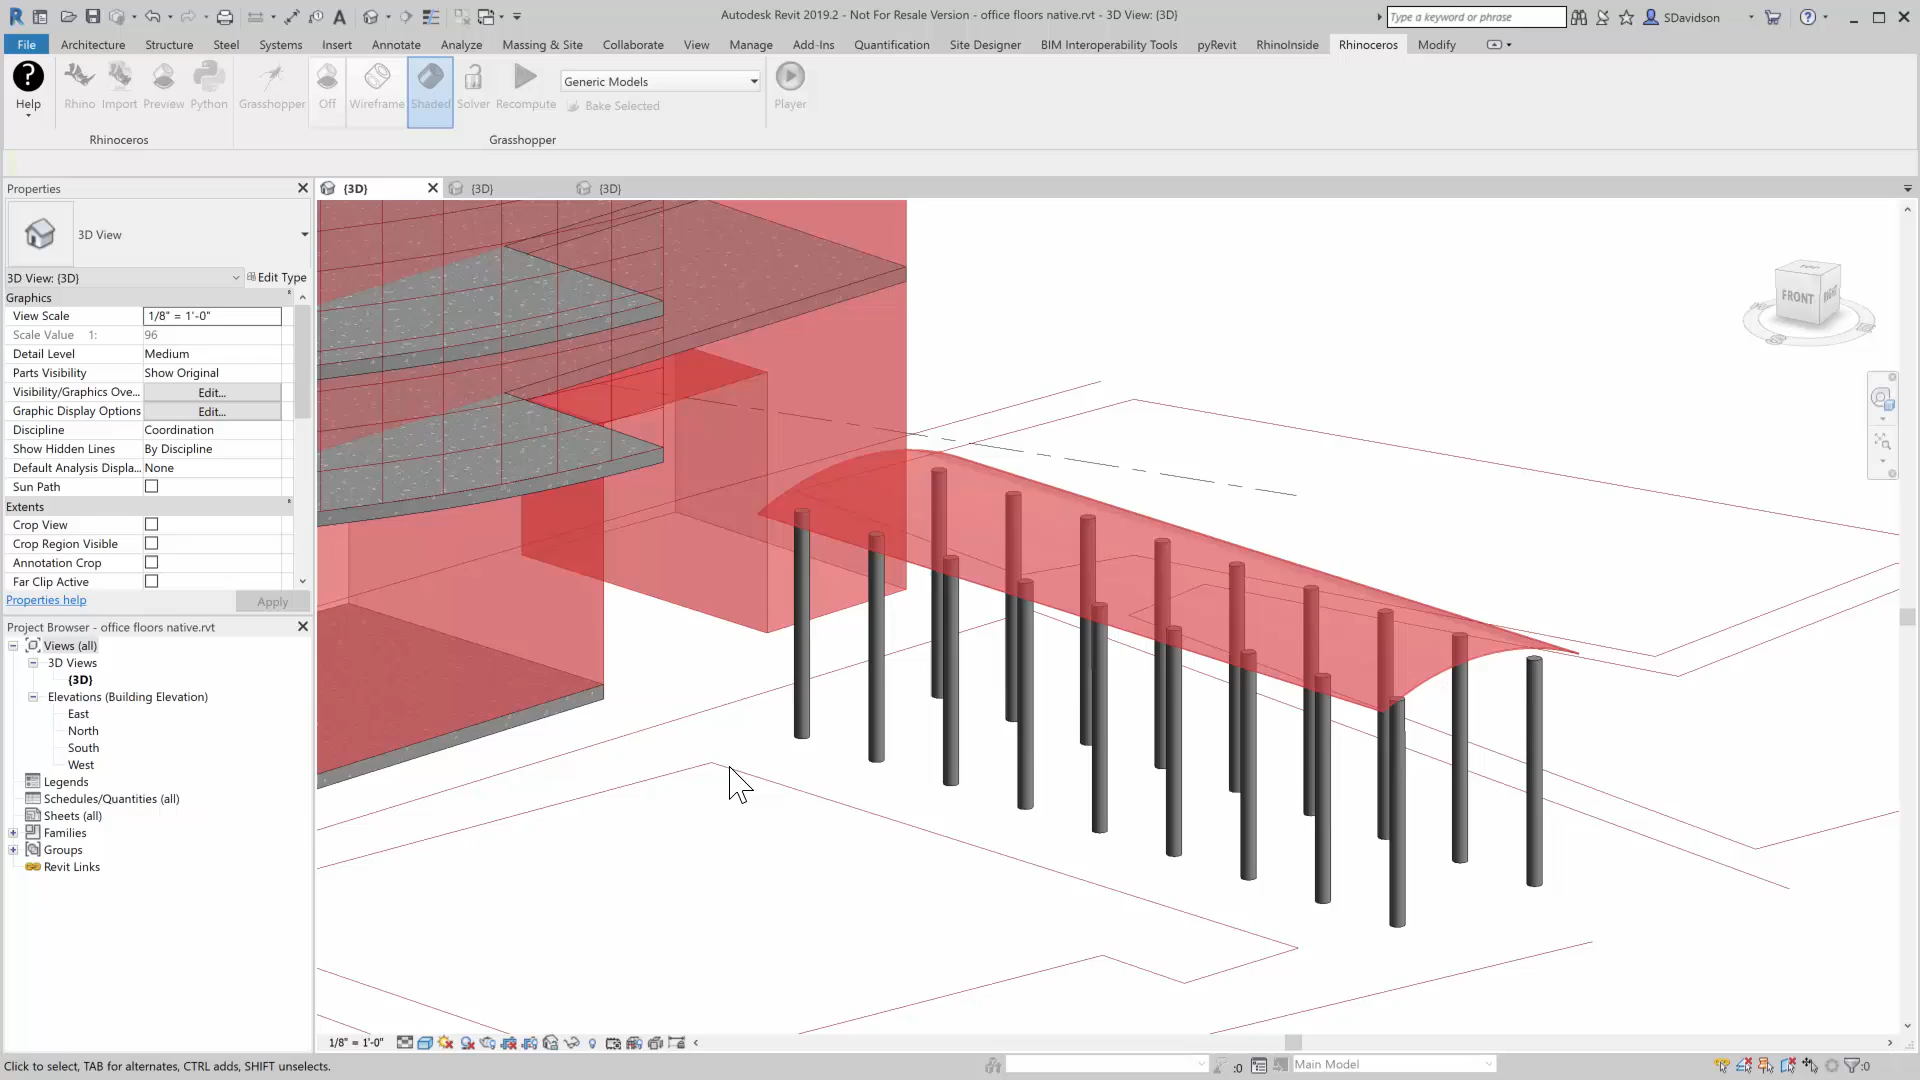 Autodesk Revit 2019.2 - Not For Resale Version - office floors native.rvt - 3D View: {3D}
Type a keyword or phrase
SDavidson
File Architecture Structure Steel Systems Insert Annotate Analyze Massing & Site Collaborate View Manage Add-Ins Quantification Site Designer BIM Interoperability Tools pyRevit RhinoInside Rhinoceros Modify
Help Rhino Import Preview Python Grasshopper Off Wireframe Shaded Solver Recompute
Generic Models
Bake Selected
Player
Rhinoceros
Grasshopper
Properties
{3D} {3D} {3D}
3D View
3D View: {3D} Edit Type
Graphics
View Scale 1/8" = 1'-0"
Scale Value 1: 96
Detail Level Medium
Parts Visibility Show Original
Visibility/Graphics Ove... Edit...
Graphic Display Options Edit...
Discipline Coordination
Show Hidden Lines By Discipline
Default Analysis Displa... None
Sun Path
Extents
Crop View
Crop Region Visible
Annotation Crop
Far Clip Active
Properties help Apply
Project Browser - office floors native.rvt
Views (all)
3D Views
{3D}
Elevations (Building Elevation)
East
North
South
West
Legends
Schedules/Quantities (all)
Sheets (all)
Families
Groups
Revit Links
FRONT
1/8" = 1'-0"
Click to select, TAB for alternates, CTRL adds, SHIFT unselects.
:0
Main Model
:0